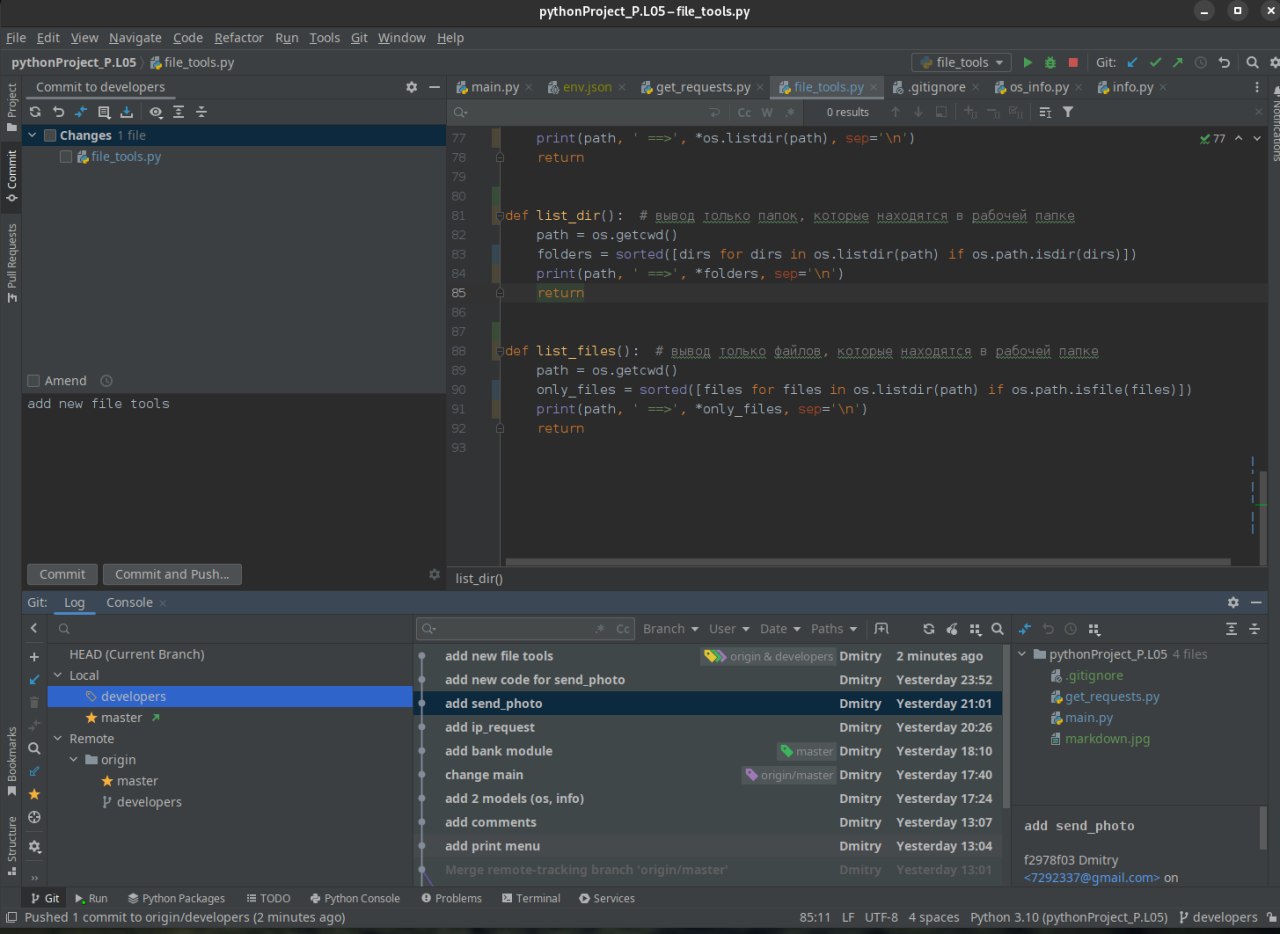 pythonProject_P.L05 – file_tools.py
File Edit View Navigate Code Refactor Run Tools Git Window Help
pythonProject_P.L05 file_tools.py
file_tools Git:
Project
Commit
Pull Requests
Bookmarks
Structure
Commit to developers
Changes 1 file
file_tools.py
Amend
add new file tools
Commit Commit and Push...
main.py env.json get_requests.py file_tools.py .gitignore os_info.py info.py
Notifications
Cc W .* 0 results
77 print(path, ' ==>', *os.listdir(path), sep='\n')
77
78 return
79
80
81 def list_dir(): # вывод только папок, которые находятся в рабочей папке
82 path = os.getcwd()
83 folders = sorted([dirs for dirs in os.listdir(path) if os.path.isdir(dirs)])
84 print(path, ' ==>', *folders, sep='\n')
85 return
86
87
88 def list_files(): # вывод только файлов, которые находятся в рабочей папке
89 path = os.getcwd()
90 only_files = sorted([files for files in os.listdir(path) if os.path.isfile(files)])
91 print(path, ' ==>', *only_files, sep='\n')
92 return
93
list_dir()
Git: Log Console
HEAD (Current Branch)
Local
developers
master
Remote
origin
master
developers
.* Cc Branch User Date Paths
add new file tools origin & developers Dmitry 2 minutes ago
add new code for send_photo Dmitry Yesterday 23:52
add send_photo Dmitry Yesterday 21:01
add ip_request Dmitry Yesterday 20:26
add bank module master Dmitry Yesterday 18:10
change main origin/master Dmitry Yesterday 17:40
add 2 models (os, info) Dmitry Yesterday 17:24
add comments Dmitry Yesterday 13:07
add print menu Dmitry Yesterday 13:04
Merge remote-tracking branch 'origin/master' Dmitry Yesterday 13:01
pythonProject_P.L05 4 files
.gitignore
get_requests.py
main.py
markdown.jpg
add send_photo
f2978f03 Dmitry
<7292337@gmail.com> on
Git Run Python Packages TODO Python Console Problems Terminal Services
Pushed 1 commit to origin/developers (2 minutes ago) 85:11 LF UTF-8 4 spaces Python 3.10 (pythonProject_P.L05) developers